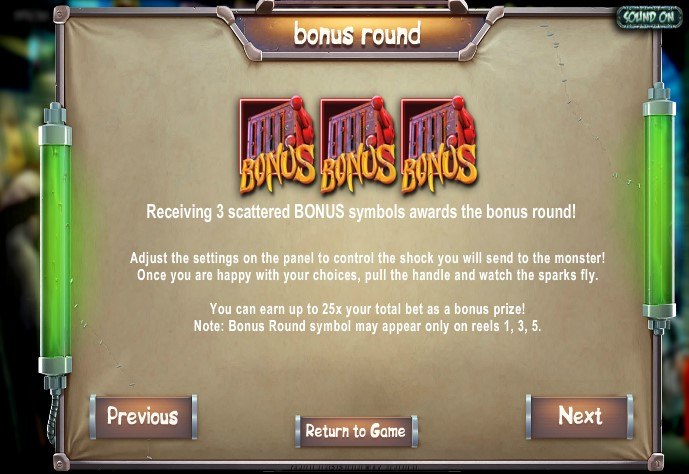 SOUND ON
bonus round
BONUS BONUS BONUS
Receiving 3 scattered BONUS symbols awards the bonus round!
Adjust the settings on the panel to control the shock you will send to the monster!
Once you are happy with your choices, pull the handle and watch the sparks fly.
You can earn up to 25x your total bet as a bonus prize!
Note: Bonus Round symbol may appear only on reels 1, 3, 5.
Previous
Return to Game
Next